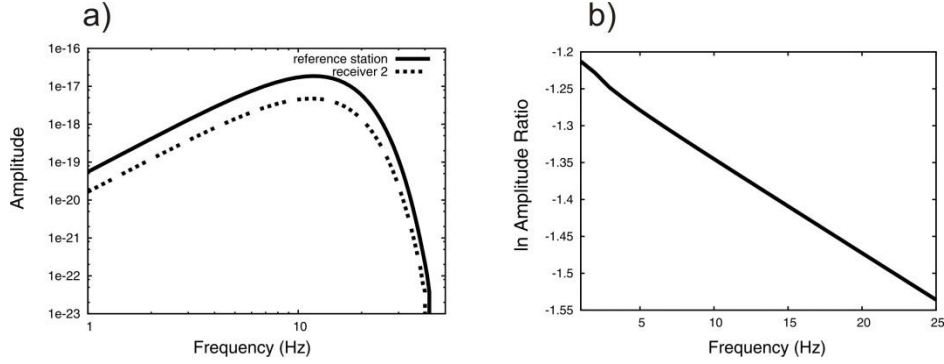 a)
Amplitude
1e-16
1e-17
1e-18
1e-19
1e-20
1e-21
1e-22
1e-23
reference station
receiver 2
1
10
Frequency (Hz)
b)
ln Amplitude Ratio
-1.2
-1.25
-1.3
-1.35
-1.4
-1.45
-1.5
-1.55
5
10
15
20
25
Frequency (Hz)